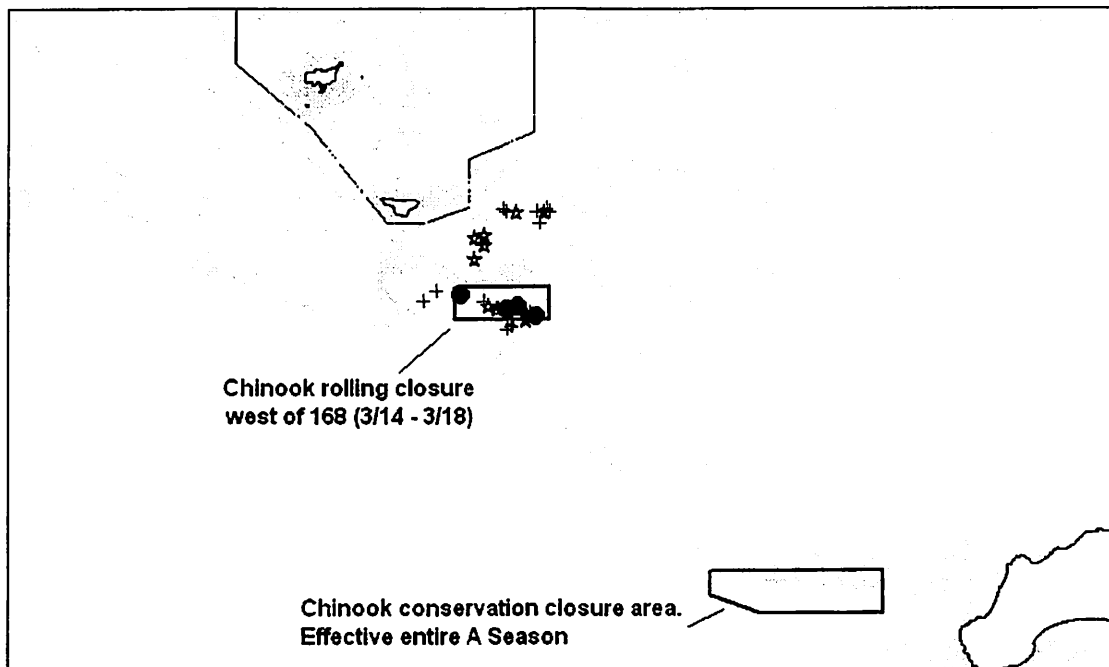 Chinook rolling closure
west of 168 (3/14 - 3/18)
Chinook conservation closure area.
Effective entire A Season